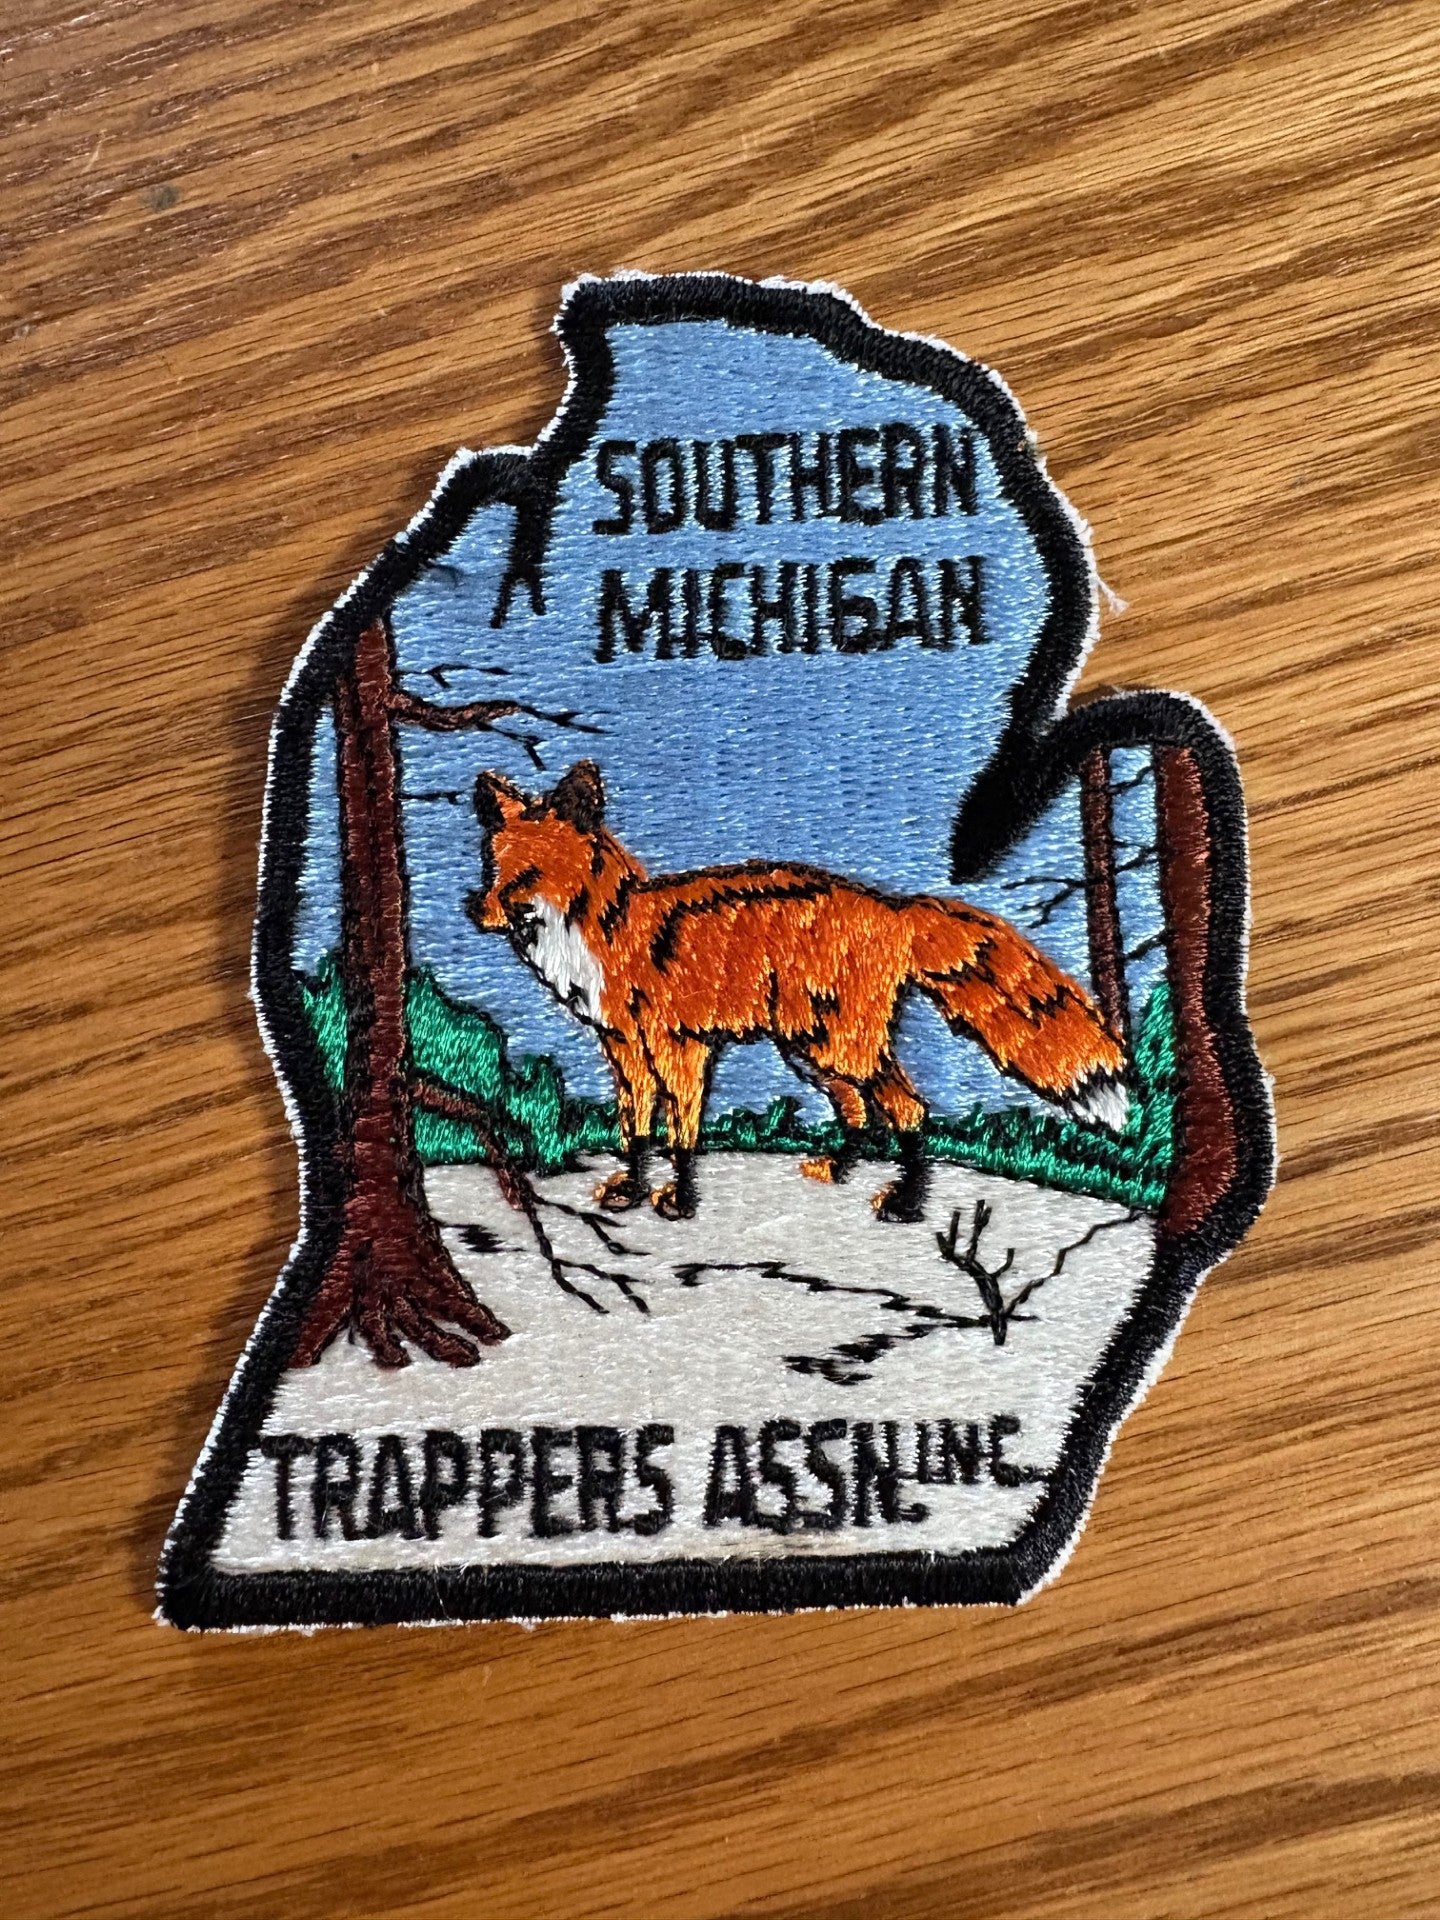 SOUTHERN
MICHIGAN
TRAPPERS ASSN. INC.